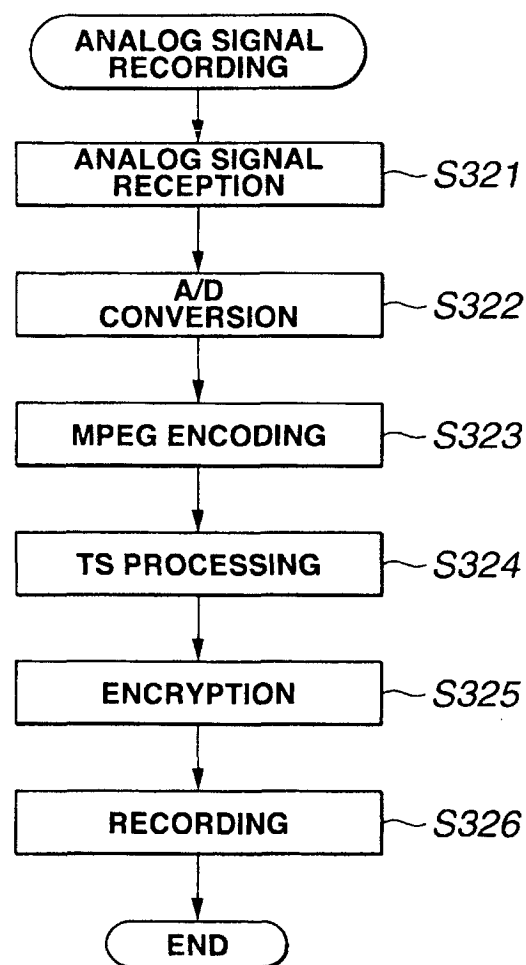 ANALOG SIGNAL
RECORDING
ANALOG SIGNAL
RECEPTION
S321
A/D
CONVERSION
S322
MPEG ENCODING
S323
TS PROCESSING
S324
ENCRYPTION
S325
RECORDING
S326
END